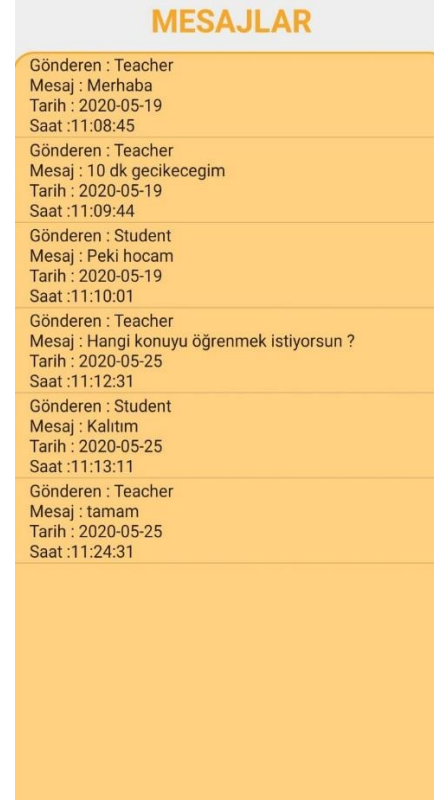 MESAJLAR
Gönderen : Teacher
Mesaj : Merhaba
Tarih : 2020-05-19
Saat :11:08:45
Gönderen : Teacher
Mesaj : 10 dk gecikecegim
Tarih : 2020-05-19
Saat :11:09:44
Gönderen : Student
Mesaj : Peki hocam
Tarih : 2020-05-19
Saat :11:10:01
Gönderen : Teacher
Mesaj : Hangi konuyu öğrenmek istiyorsun ?
Tarih : 2020-05-25
Saat :11:12:31
Gönderen : Student
Mesaj : Kalıtım
Tarih : 2020-05-25
Saat :11:13:11
Gönderen : Teacher
Mesaj : tamam
Tarih : 2020-05-25
Saat :11:24:31